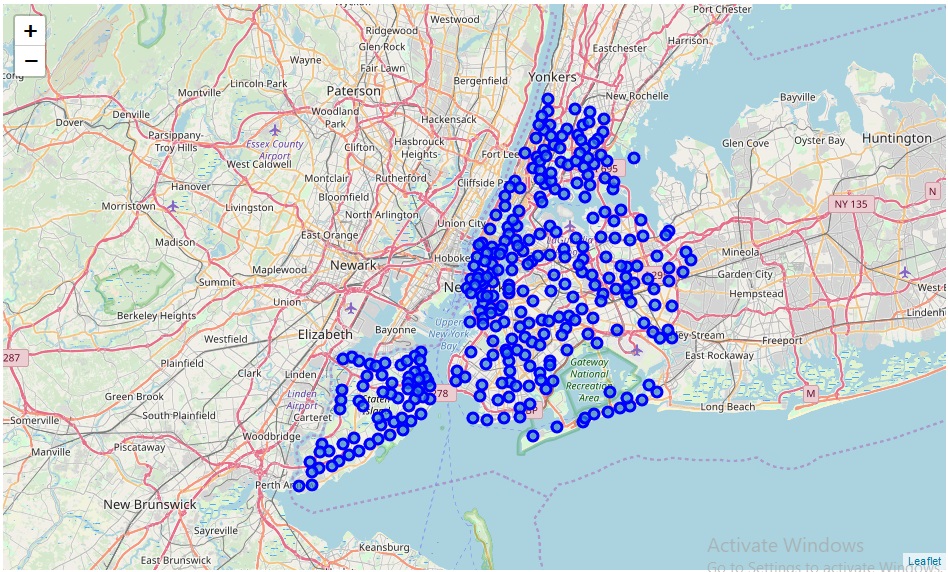 +
−
Westwood
Port Chester
Ridgewood
Glen Rock
Eastchester
Harrison
Wayne
Fair Lawn
Yonkers
Lincoln Park
Bergenfield
Montville
Paterson
New Rochelle
Bayville
Dover
Denville
Woodland
Park
Hackensack
Parsippany-
Troy Hills
Essex County
Airport
Clifton
Hasbrouck
Heights
Fort Lee
Glen Cove
Oyster Bay
Huntington
West Caldwell
Hanover
Montclair
Rutherford
Cliffside
Bloomfield
N
Morristown
Livingston
North Arlington
NY 135
Union City
East Orange
Madison
Mineola
Maplewood
Newark
Hoboke
Garden City
Summit
Hempstead
Union
Berkeley Heights
Elizabeth
Bayonne
Upper
New York
Bay
Freeport
Westfield
287
Gateway
National
Recreation
Area
East Rockaway
Plainfield
Clark
Linden
Linden
Airport
78
M
Green Brook
Long Beach
South Plainfield
Carteret
Somerville
Woodbridge
Piscataway
Manville
Perth
New Brunswick
Sayreville
Keansburg
East Brunswick
Activate Windows
Go to Settings to activate Windows.
Leaflet